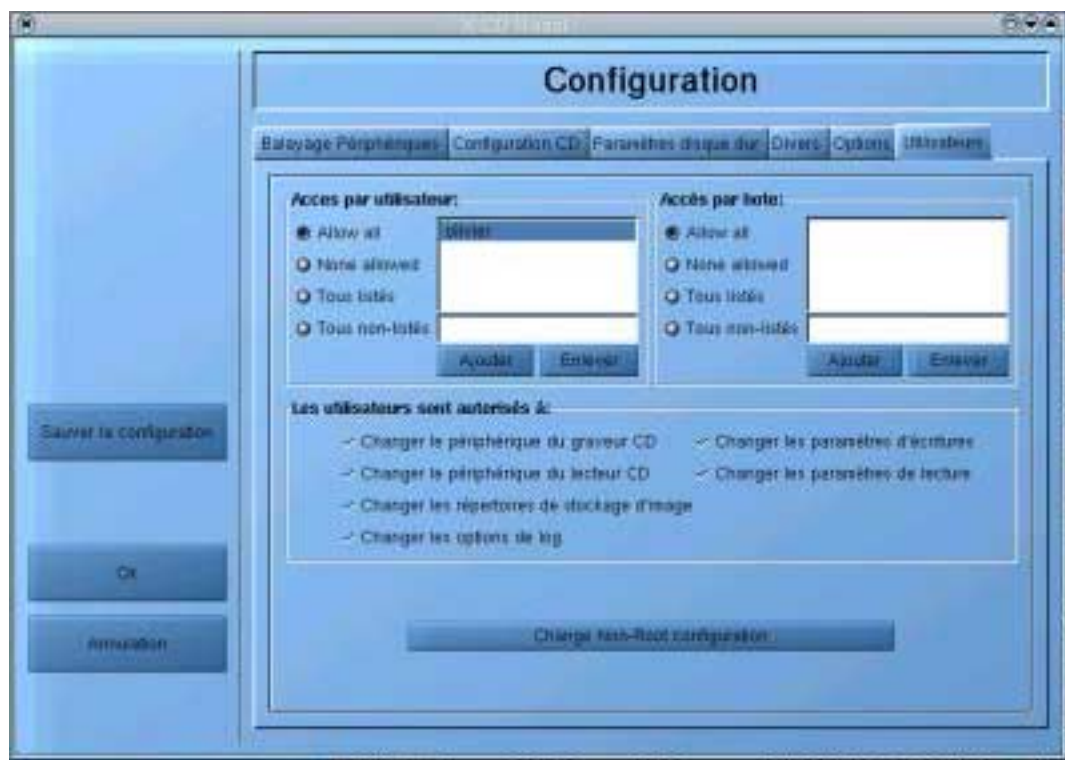 Configuration
Balayage Périphériques Configuration CD Paramètres disque dur Divers Options Utilisateurs
Acces par utilisateur: Accès par hote:
Allow all olivier Allow all
None allowed None allowed
Tous listés Tous listés
Tous non-listés Tous non-listés
Ajouter Enlever Ajouter Enlever
Les utilisateurs sont autorisés à:
Sauver la configuration
Changer le périphérique du graveur CD Changer les paramètres d'écritures
Changer le périphérique du lecteur CD Changer les paramètres de lecture
Changer les répertoires de stockage d'image
Changer les options de log
Ok
Annulation
Change Non-Root configuration